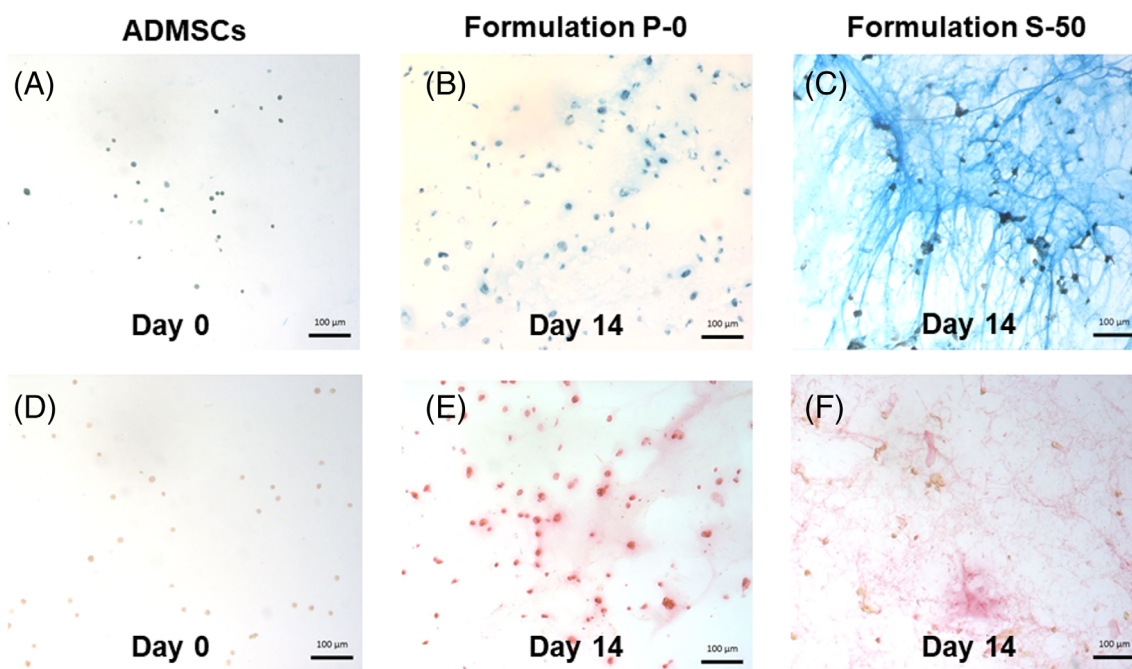 ADMSCs
Formulation P-0
Formulation S-50
(A)
(B)
(C)
Day 0
100 µm
Day 14
100 µm
Day 14
100 µm
(D)
(E)
(F)
Day 0
100 µm
Day 14
100 µm
Day 14
100 µm